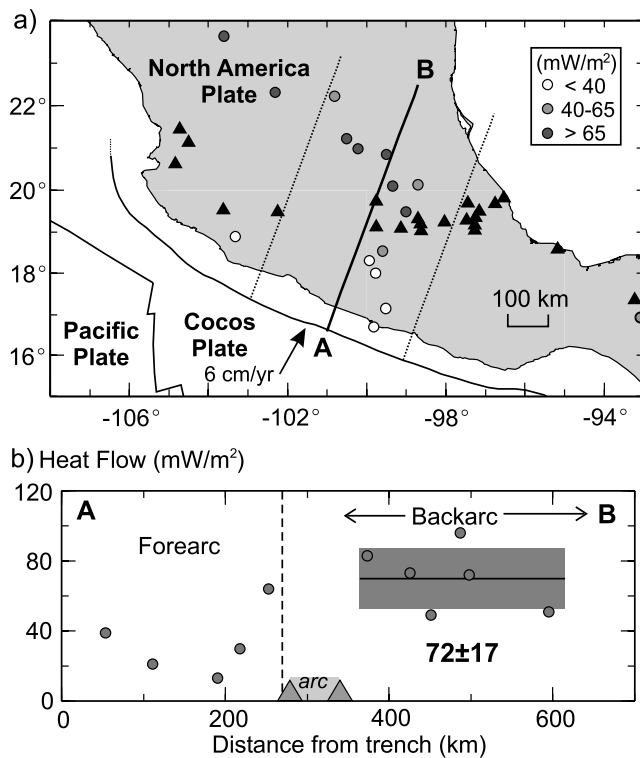 a)
North America
Plate
B
(mW/m²)
< 40
40-65
> 65
22°
20°
18°
16°
100 km
Pacific
Plate
Cocos
Plate
A
6 cm/yr
-106°
-102°
-98°
-94°
b) Heat Flow (mW/m²)
120
80
40
0
A
Forearc
Backarc
B
72±17
arc
0
200
400
600
Distance from trench (km)